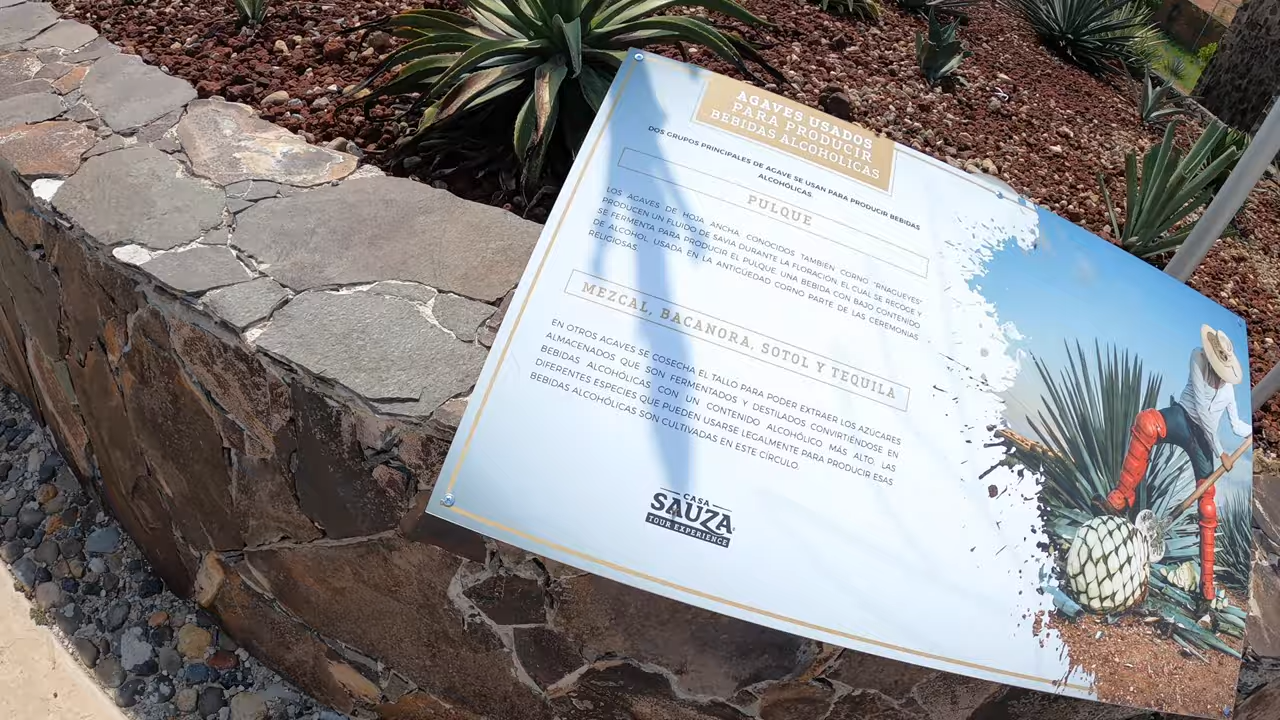 AGAVES USADOS
PARA PRODUCIR
BEBIDAS ALCOHÓLICAS
DOS GRUPOS PRINCIPALES DE AGAVE SE USAN PARA PRODUCIR BEBIDAS
ALCOHÓLICAS.
PULQUE
LOS AGAVES DE HOJA ANCHA, CONOCIDOS TAMBIÉN CORNO "RNAGUEYES"
PRODUCEN UN FLUIDO DE SAVIA DURANTE LA FLORACIÓN, EL CUAL SE RECOGE Y
SE FERMENTA PARA PRODUCIR EL PULQUE, UNA BEBIDA CON BAJO CONTENIDO
DE ALCOHOL, USADA EN LA ANTIGÜEDAD CORNO PARTE DE LAS CEREMONIAS
RELIGIOSAS.
MEZCAL, BACANORA, SOTOL Y TEQUILA
EN OTROS AGAVES SE COSECHA EL TALLO PARA PODER EXTRAER LOS AZÚCARES
ALMACENADOS QUE SON FERMENTADOS Y DESTILADOS CONVIRTIÉNDOSE EN
BEBIDAS ALCOHÓLICAS CON UN CONTENIDO ALCOHÓLICO MÁS ALTO. LAS
DIFERENTES ESPECIES QUE PUEDEN USARSE LEGALMENTE PARA PRODUCIR ESAS
BEBIDAS ALCOHÓLICAS SON CULTIVADAS EN ESTE CÍRCULO.
CASA
SAUZA
TOUR EXPERIENCE